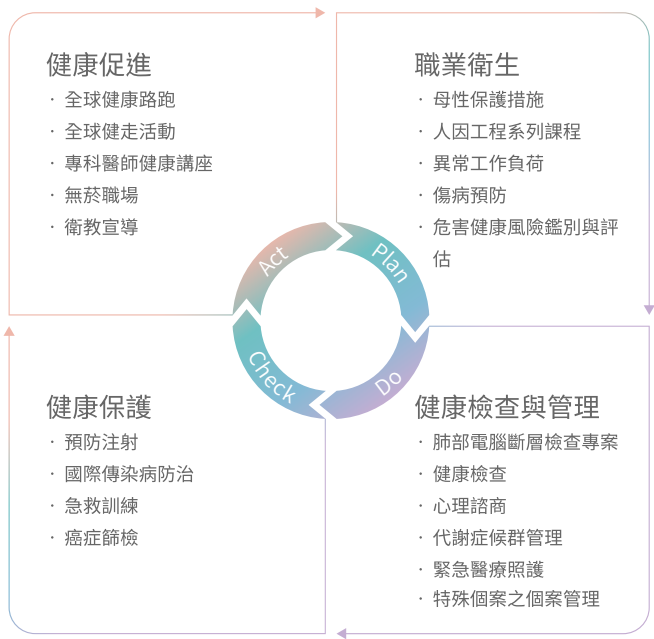 健康促進
· 全球健康路跑
· 全球健走活動
· 專科醫師健康講座
· 無菸職場
· 衛教宣導
職業衛生
· 母性保護措施
· 人因工程系列課程
· 異常工作負荷
· 傷病預防
· 危害健康風險鑑別與評
估
Act
Plan
Check
Do
健康保護
· 預防注射
· 國際傳染病防治
· 急救訓練
· 癌症篩檢
健康檢查與管理
· 肺部電腦斷層檢查專案
· 健康檢查
· 心理諮商
· 代謝症候群管理
· 緊急醫療照護
· 特殊個案之個案管理